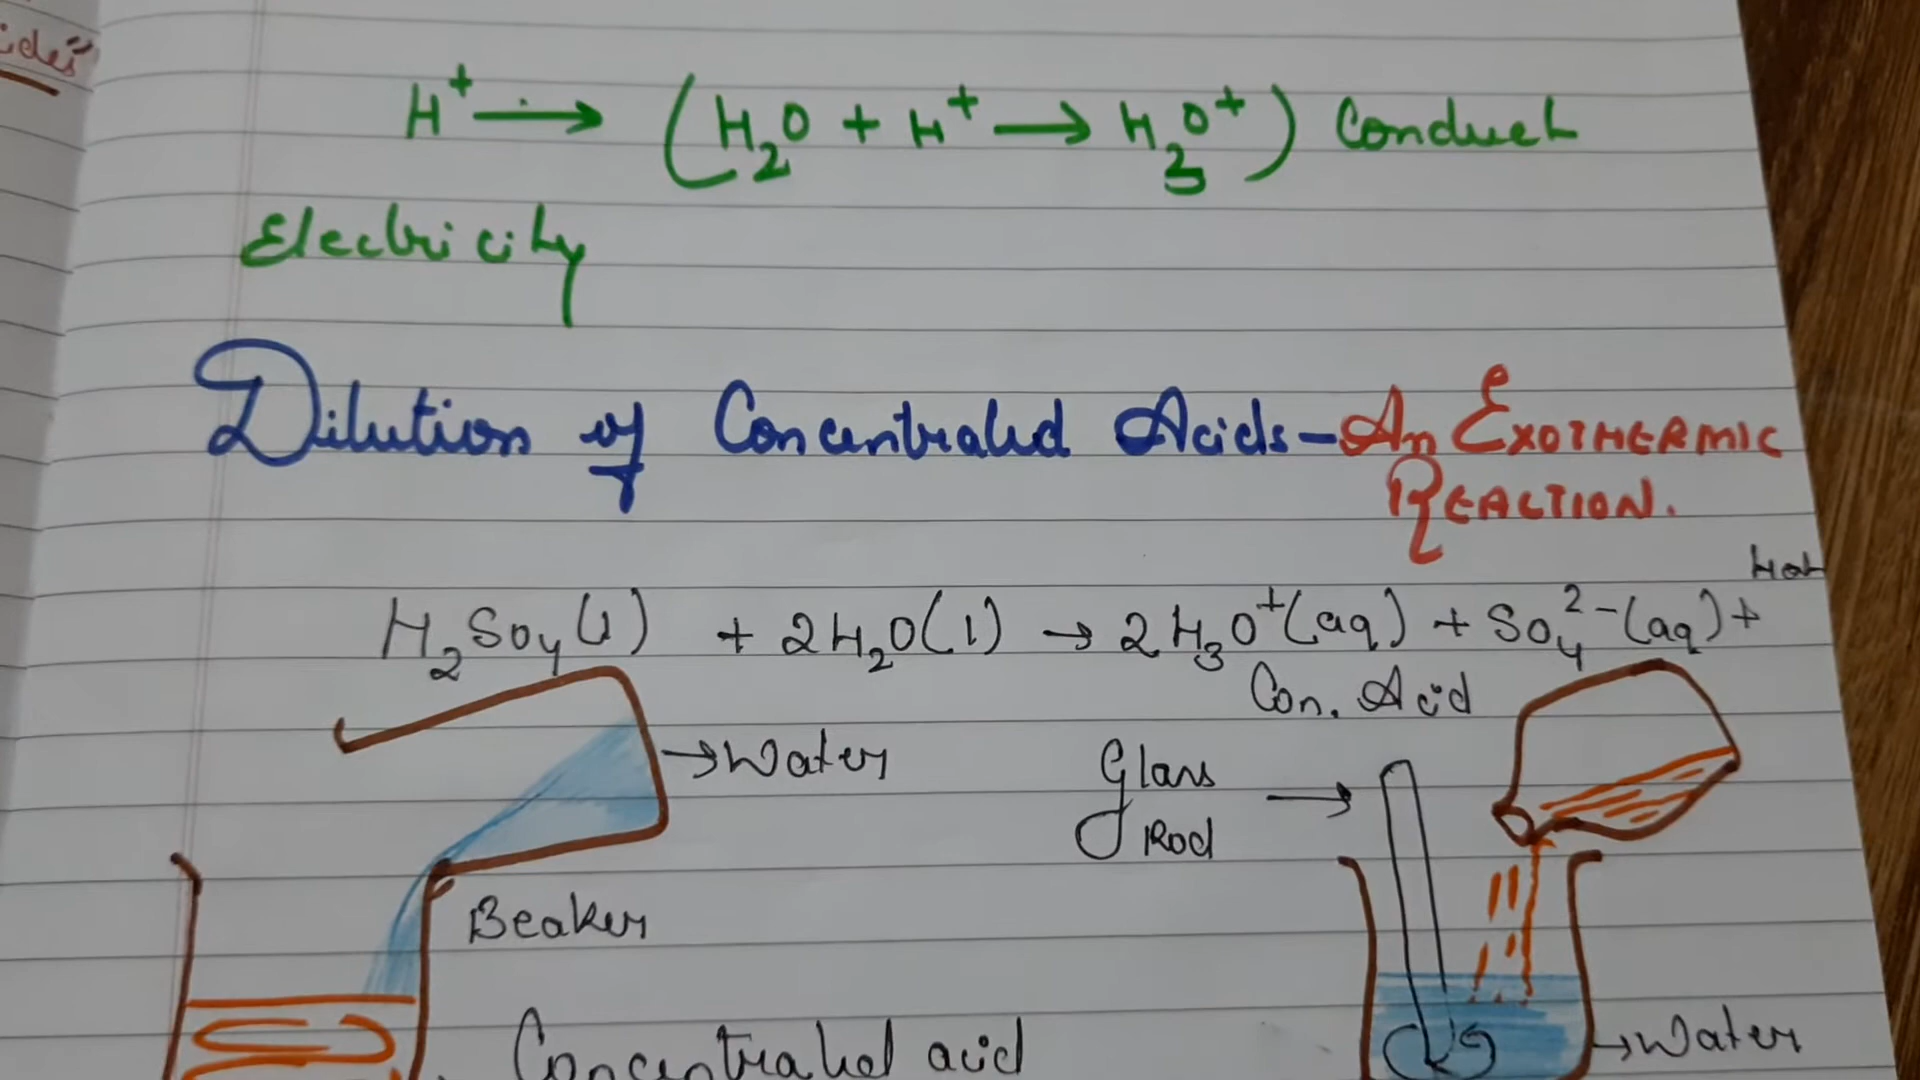 H⁺ → (H₂O + H⁺ → H₃O⁺) Conduct
Electricity
Dilution of Concentrated Acids - An EXOTHERMIC
REACTION.
H₂SO₄(l) + 2H₂O(l) → 2H₃O⁺(aq) + SO₄²⁻(aq) +
Con. Acid
→Water
Glass →
Rod
Beaker
Concentrated acid
→Water